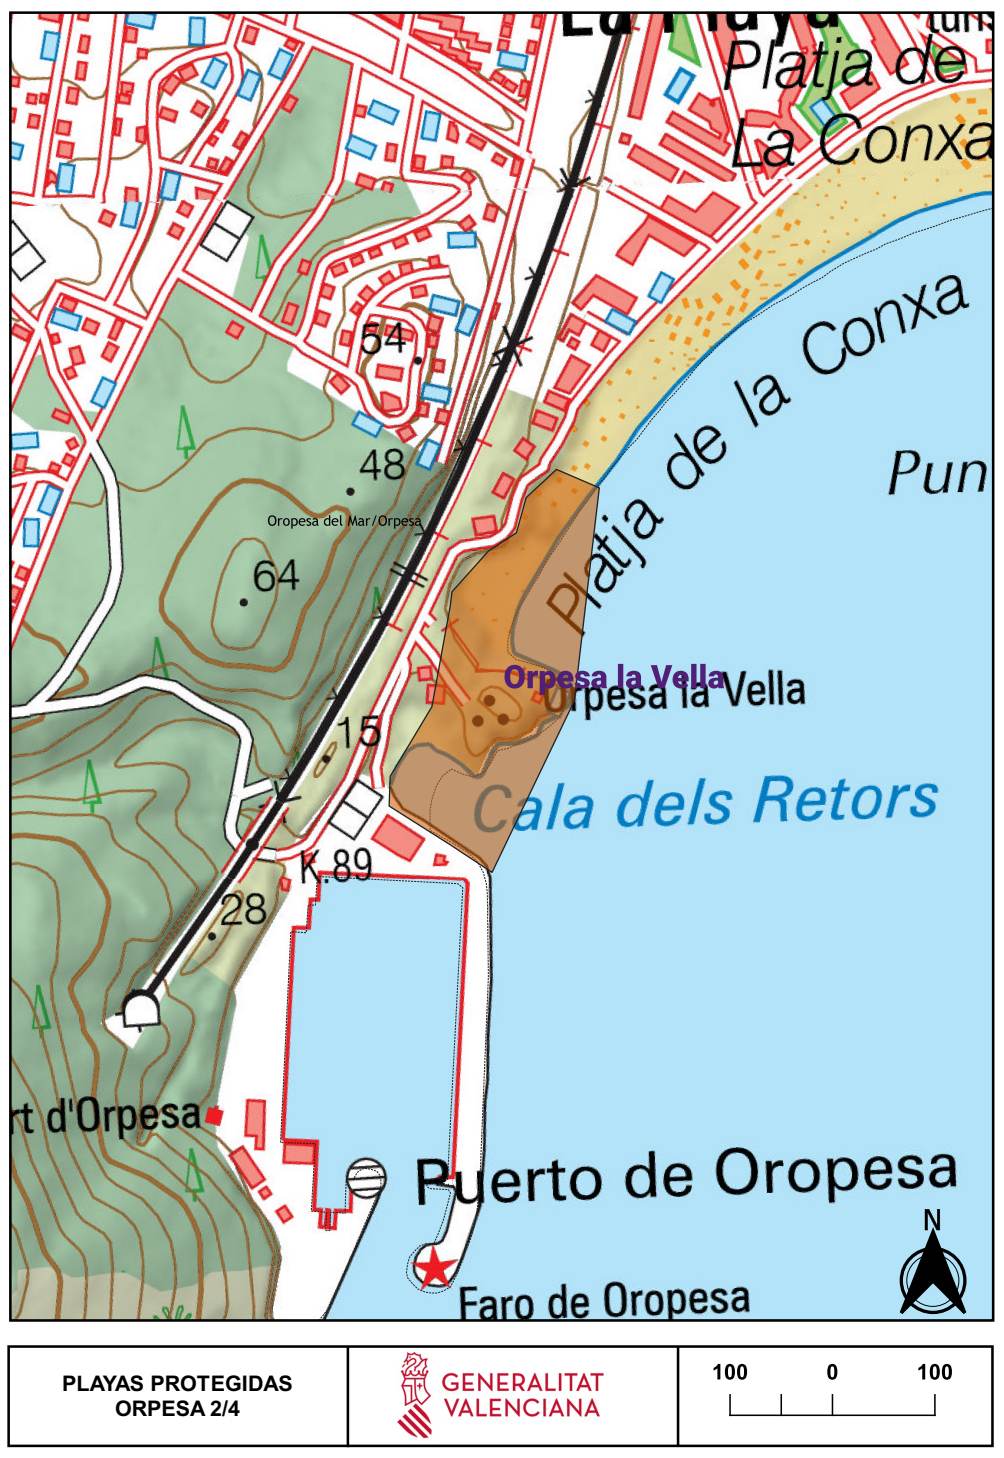 La Playa
Platja de
La Conxa
Platja de la Conxa
54
48
Oropesa del Mar/Orpesa
64
Pun
Orpesa la Vella
Orpesa la Vella
15
Cala dels Retors
K.89
28
rt d'Orpesa
Puerto de Oropesa
Faro de Oropesa
N
PLAYAS PROTEGIDAS
ORPESA 2/4
GENERALITAT
VALENCIANA
100 0 100